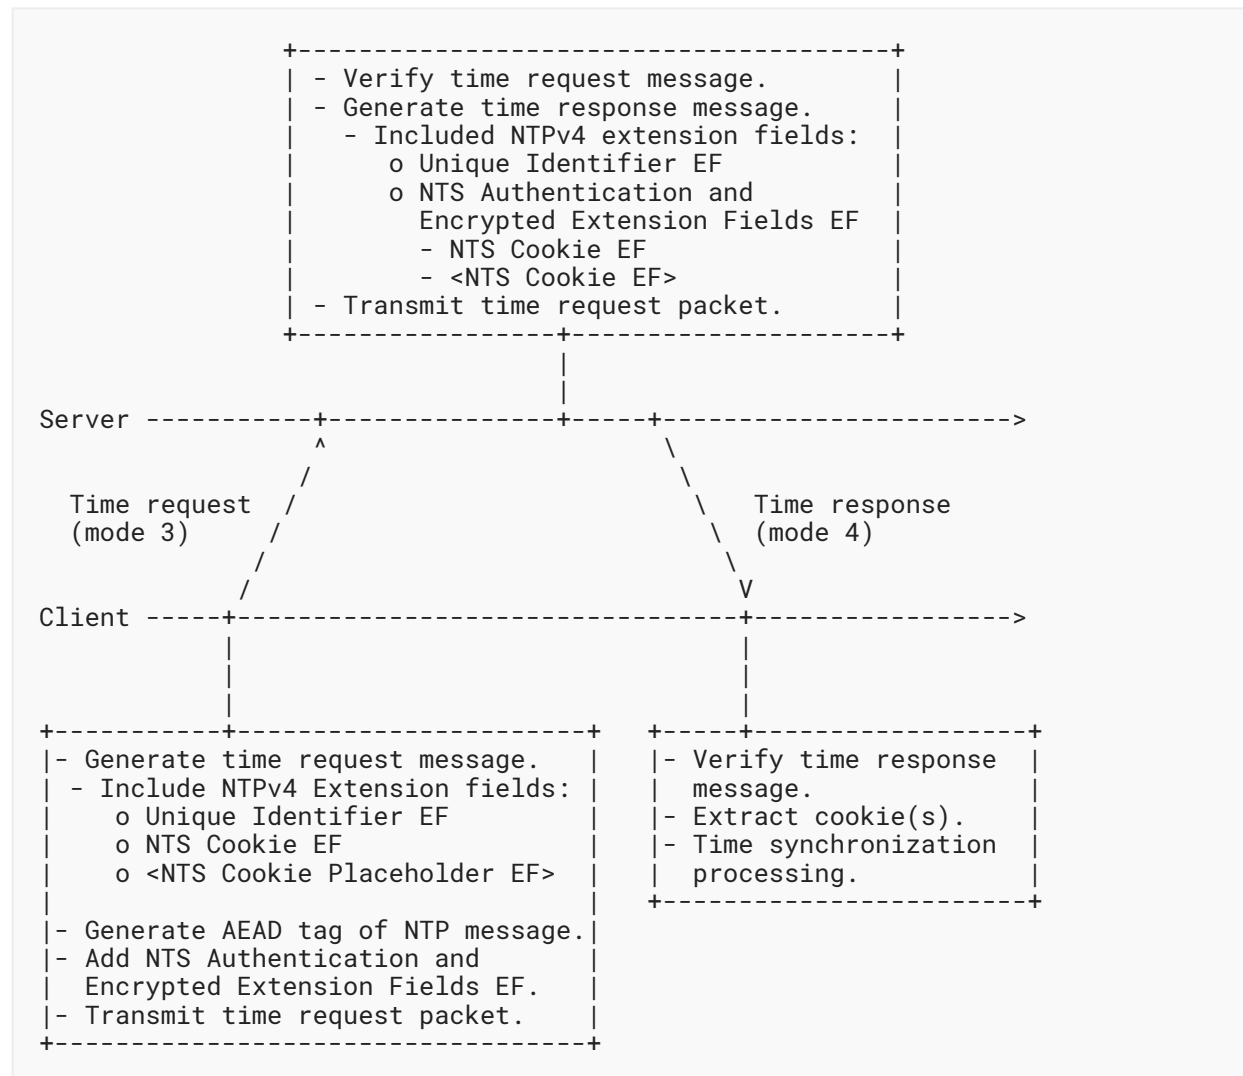 +---------------------------------------+
| - Verify time request message.        |
| - Generate time response message.     |
|   - Included NTPv4 extension fields:  |
|      o Unique Identifier EF           |
|      o NTS Authentication and         |
|        Encrypted Extension Fields EF  |
|        - NTS Cookie EF                |
|        - <NTS Cookie EF>              |
| - Transmit time request packet.       |
+-----------------+---------------------+
|
|
Server -----------+---------------+-----+----------------------->
^ \
/ \
Time request / \ Time response
(mode 3) / \ (mode 4)
/ \
/ V
Client -----+---------------------------------+----------------->
| |
| |
| |
+-----------+-----------------------+   +-----+------------------+
|- Generate time request message.   |   |- Verify time response  |
| - Include NTPv4 Extension fields: |   |  message.              |
|    o Unique Identifier EF         |   |- Extract cookie(s).    |
|    o NTS Cookie EF                |   |- Time synchronization  |
|    o <NTS Cookie Placeholder EF>  |   |  processing.           |
|                                   |   +------------------------+
|- Generate AEAD tag of NTP message.|
|- Add NTS Authentication and       |
|  Encrypted Extension Fields EF.   |
|- Transmit time request packet.    |
+-----------------------------------+